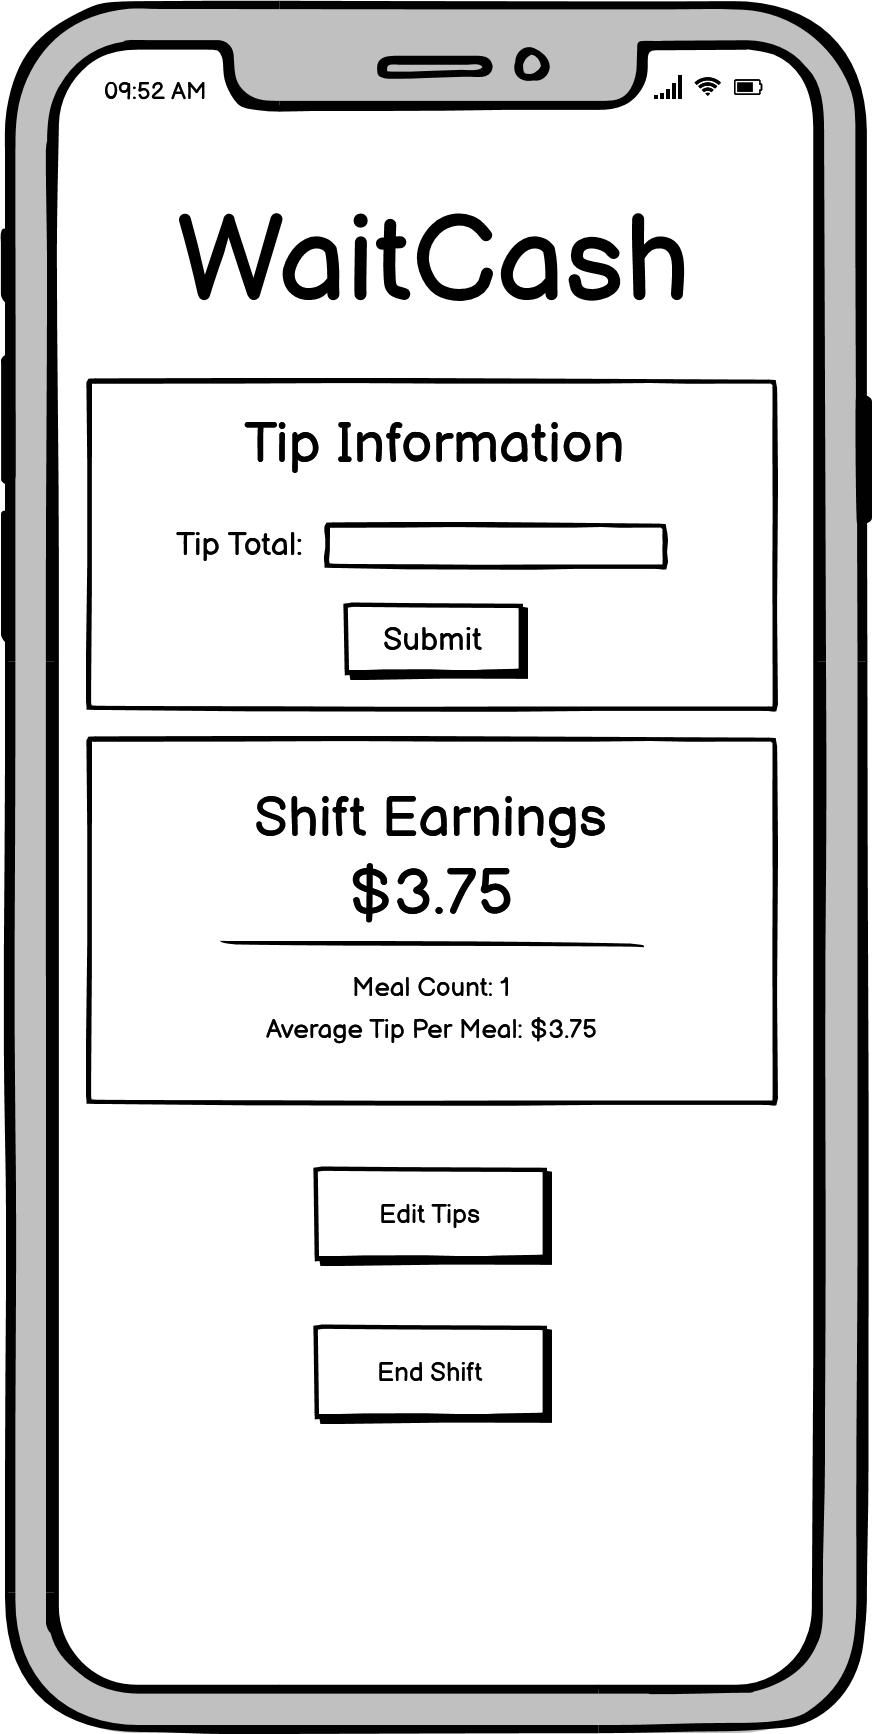 09:52 AM
WaitCash
Tip Information
Tip Total:
Submit
Shift Earnings
$3.75
Meal Count: 1
Average Tip Per Meal: $3.75
Edit Tips
End Shift